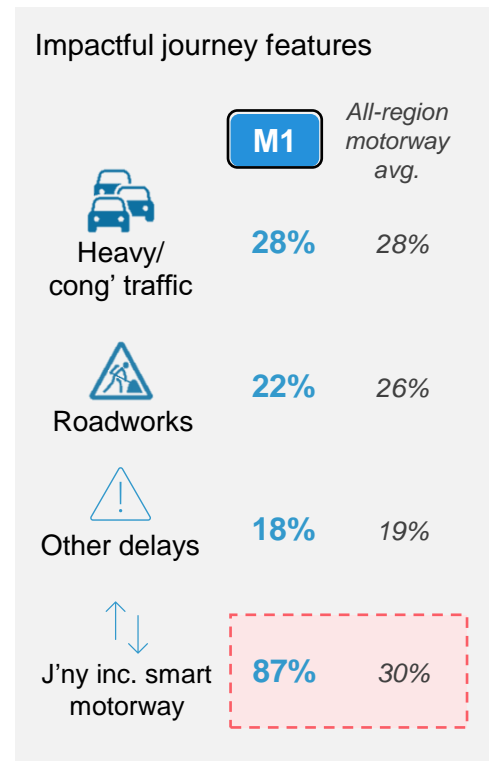 Impactful journey features
M1
All-region
motorway
avg.
Heavy/
cong’ traffic
28%
28%
Roadworks
22%
26%
Other delays
18%
19%
J’ny inc. smart
motorway
87%
30%